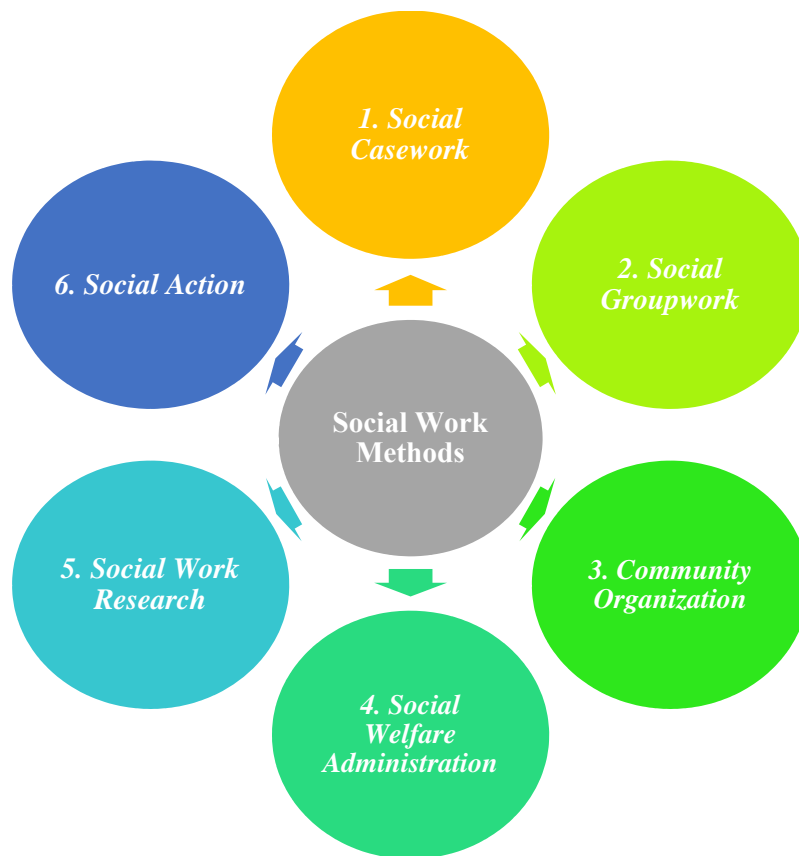 1. Social
Casework
2. Social
Groupwork
3. Community
Organization
4. Social
Welfare
Administration
5. Social Work
Research
6. Social Action
Social Work
Methods